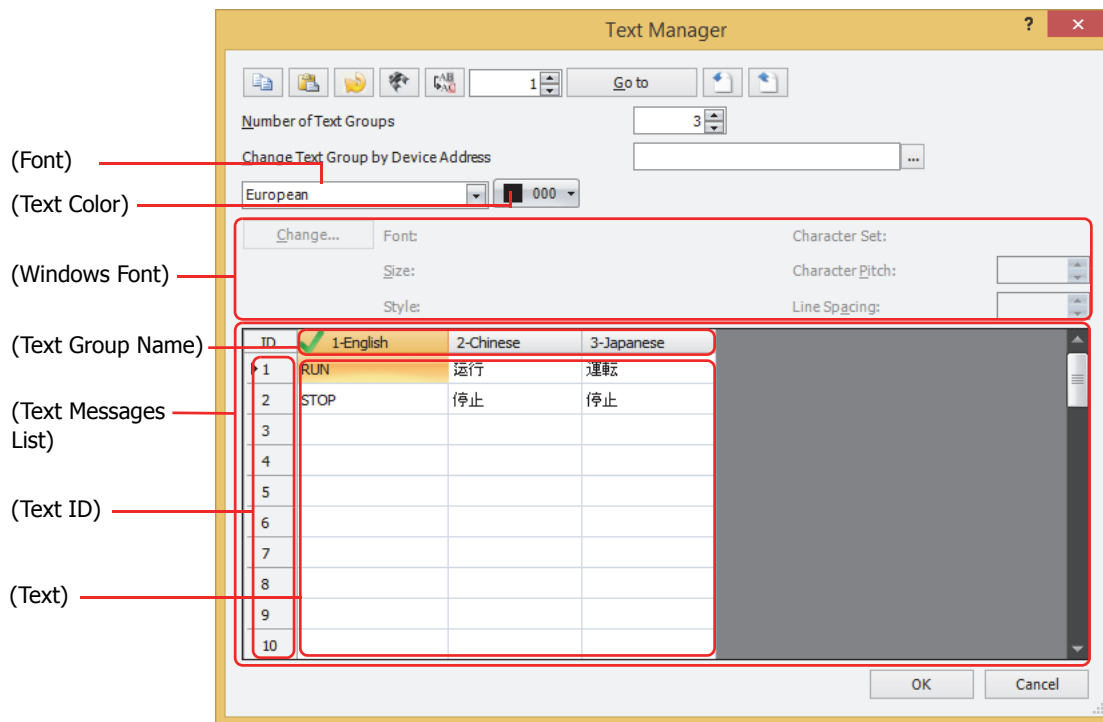 Text Manager
?
×
AB
AC
1
Go to
Number of Text Groups
3
(Font)
Change Text Group by Device Address
...
(Text Color)
European
000
(Windows Font)
Change...
Font:
Character Set:
Size:
Character Pitch:
Style:
Line Spacing:
(Text Group Name)
ID
1-English
2-Chinese
3-Japanese
1
RUN
运行
運転
(Text Messages
List)
2
STOP
停止
停止
3
4
5
(Text ID)
6
7
8
(Text)
9
10
OK
Cancel